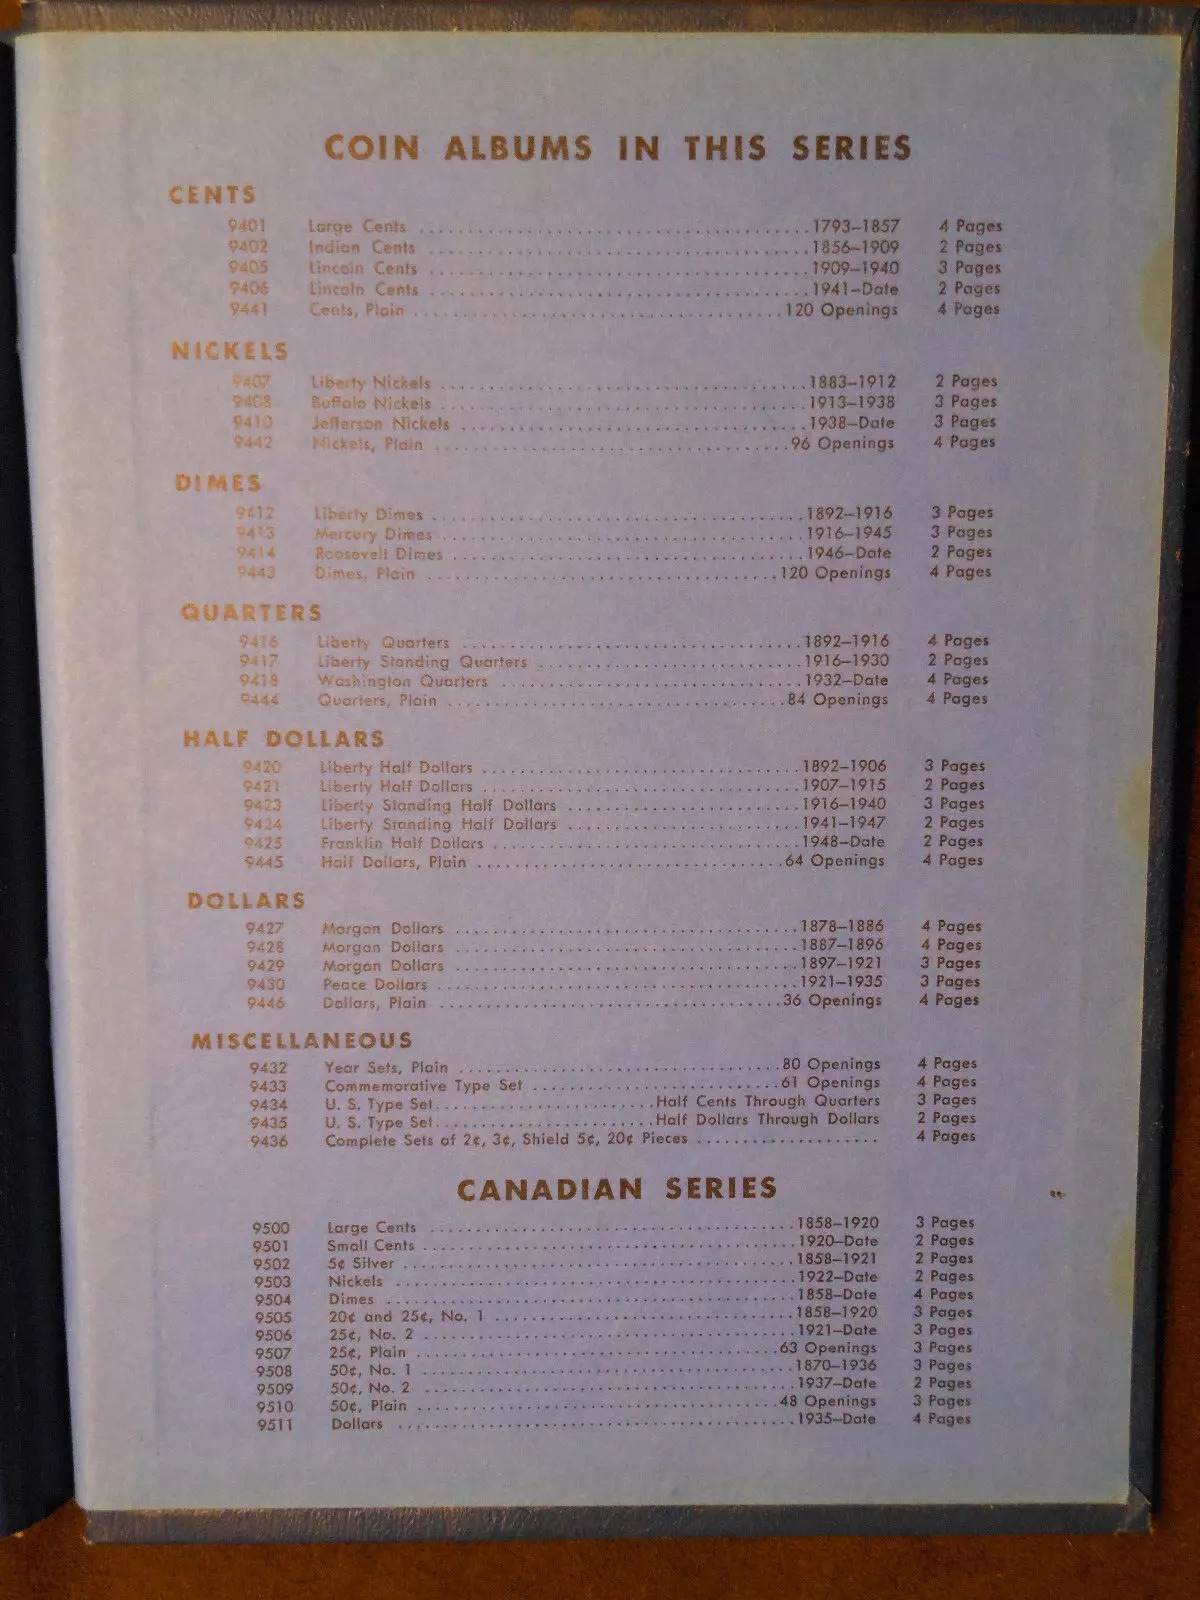 COIN ALBUMS IN THIS SERIES
CENTS
9401 Large Cents ........................................ 1793–1857 4 Pages
9402 Indian Cents ........................................ 1856–1909 2 Pages
9405 Lincoln Cents ........................................ 1909–1940 3 Pages
9406 Lincoln Cents ........................................ 1941–Date 2 Pages
9441 Cents, Plain ........................................ 120 Openings 4 Pages
NICKELS
9407 Liberty Nickels ........................................ 1883–1912 2 Pages
9408 Buffalo Nickels ........................................ 1913–1938 3 Pages
9410 Jefferson Nickels ........................................ 1938–Date 3 Pages
9442 Nickels, Plain ........................................ 96 Openings 4 Pages
DIMES
9412 Liberty Dimes ........................................ 1892–1916 3 Pages
9413 Mercury Dimes ........................................ 1916–1945 3 Pages
9414 Roosevelt Dimes ........................................ 1946–Date 2 Pages
9443 Dimes, Plain ........................................ 120 Openings 4 Pages
QUARTERS
9416 Liberty Quarters ........................................ 1892–1916 4 Pages
9417 Liberty Standing Quarters .............................. 1916–1930 2 Pages
9418 Washington Quarters .............................. 1932–Date 4 Pages
9444 Quarters, Plain ........................................ 84 Openings 4 Pages
HALF DOLLARS
9420 Liberty Half Dollars .............................. 1892–1906 3 Pages
9421 Liberty Half Dollars .............................. 1907–1915 2 Pages
9423 Liberty Standing Half Dollars .............................. 1916–1940 3 Pages
9424 Liberty Standing Half Dollars .............................. 1941–1947 2 Pages
9425 Franklin Half Dollars .............................. 1948–Date 2 Pages
9445 Half Dollars, Plain .............................. 64 Openings 4 Pages
DOLLARS
9427 Morgan Dollars .............................. 1878–1886 4 Pages
9428 Morgan Dollars .............................. 1887–1896 4 Pages
9429 Morgan Dollars .............................. 1897–1921 3 Pages
9430 Peace Dollars .............................. 1921–1935 3 Pages
9446 Dollars, Plain .............................. 36 Openings 4 Pages
MISCELLANEOUS
9432 Year Sets, Plain .............................. 80 Openings 4 Pages
9433 Commemorative Type Set .............................. 61 Openings 4 Pages
9434 U. S. Type Set ........................ Half Cents Through Quarters 3 Pages
9435 U. S. Type Set ........................ Half Dollars Through Dollars 2 Pages
9436 Complete Sets of 2¢, 3¢, Shield 5¢, 20¢ Pieces .................... 4 Pages
CANADIAN SERIES
9500 Large Cents ........................................ 1858–1920 3 Pages
9501 Small Cents ........................................ 1920–Date 2 Pages
9502 5¢ Silver ........................................ 1858–1921 2 Pages
9503 Nickels ........................................ 1922–Date 2 Pages
9504 Dimes ........................................ 1858–Date 4 Pages
9505 20¢ and 25¢, No. 1 .............................. 1858–1920 3 Pages
9506 25¢, No. 2 ........................................ 1921–Date 3 Pages
9507 25¢, Plain ........................................ 63 Openings 3 Pages
9508 50¢, No. 1 ........................................ 1870–1936 3 Pages
9509 50¢, No. 2 ........................................ 1937–Date 2 Pages
9510 50¢, Plain ........................................ 48 Openings 3 Pages
9511 Dollars ........................................ 1935–Date 4 Pages